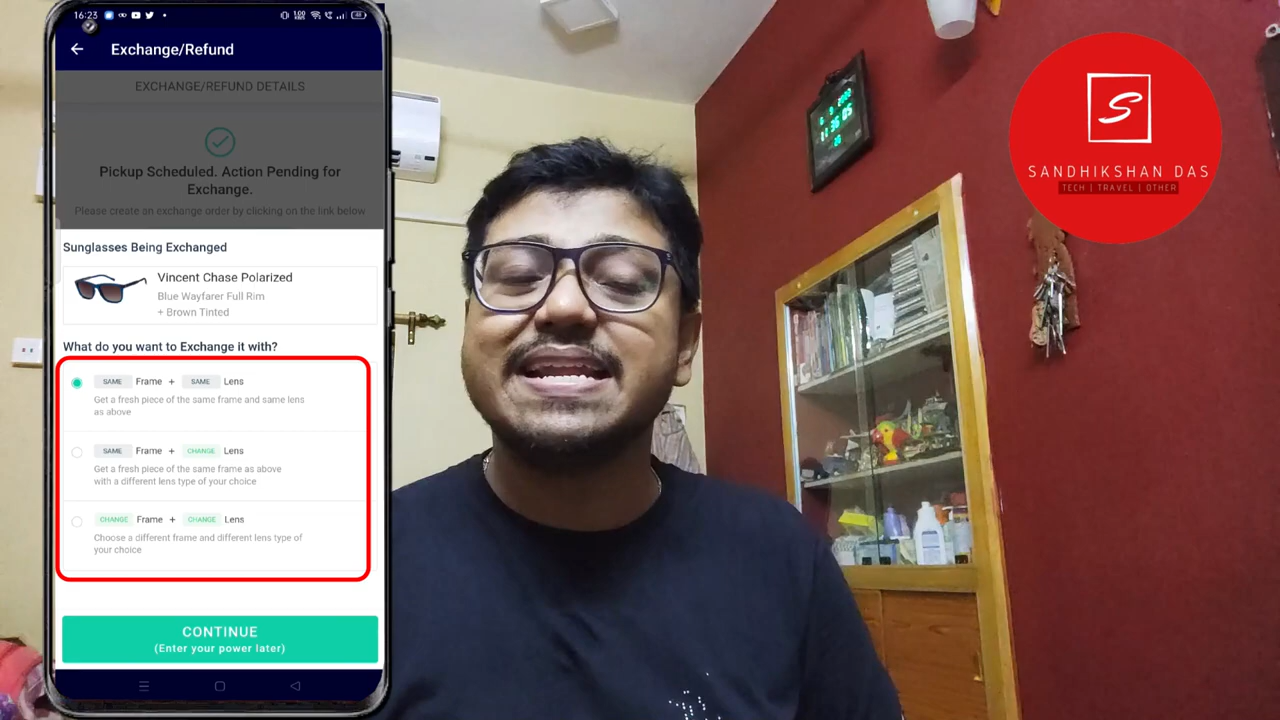 16:23
Exchange/Refund
EXCHANGE/REFUND DETAILS
Pickup Scheduled. Action Pending for
Exchange.
Please create an exchange order by clicking on the link below
Sunglasses Being Exchanged
Vincent Chase Polarized
Blue Wayfarer Full Rim
+ Brown Tinted
What do you want to Exchange it with?
SAME Frame + SAME Lens
Get a fresh piece of the same frame and same lens
as above
SAME Frame + CHANGE Lens
Get a fresh piece of the same frame as above
with a different lens type of your choice
CHANGE Frame + CHANGE Lens
Choose a different frame and different lens type of
your choice
CONTINUE
(Enter your power later)
S
SANDHIKSHAN DAS
TECH | TRAVEL | OTHER